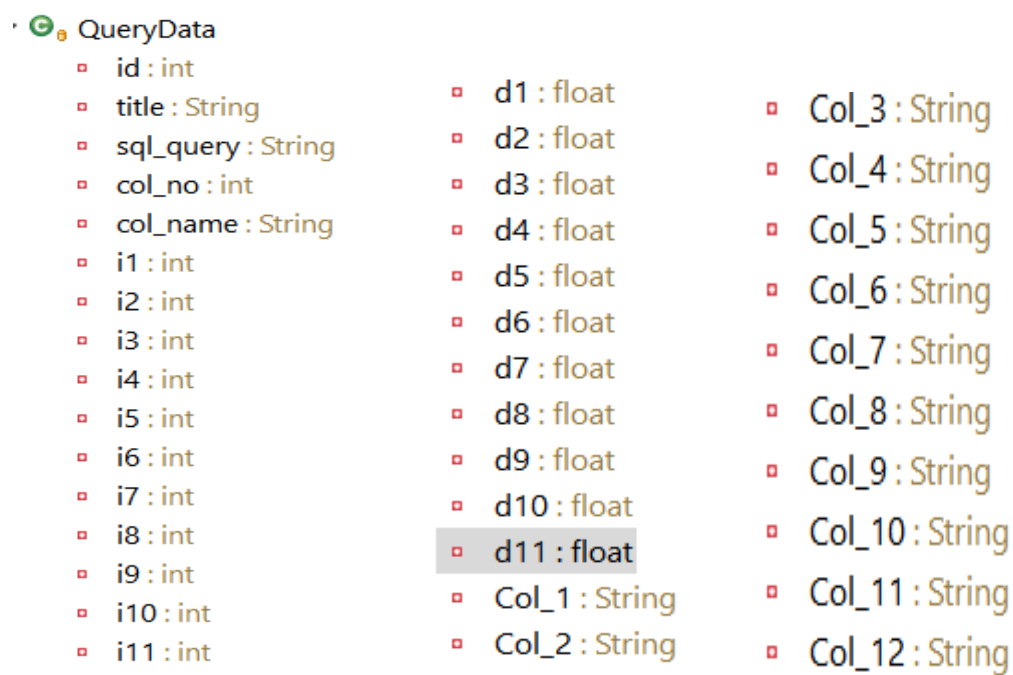 QueryData
id : int
title : String
sql_query : String
col_no : int
col_name : String
i1 : int
i2 : int
i3 : int
i4 : int
i5 : int
i6 : int
i7 : int
i8 : int
i9 : int
i10 : int
i11 : int
d1 : float
d2 : float
d3 : float
d4 : float
d5 : float
d6 : float
d7 : float
d8 : float
d9 : float
d10 : float
d11 : float
Col_1 : String
Col_2 : String
Col_3 : String
Col_4 : String
Col_5 : String
Col_6 : String
Col_7 : String
Col_8 : String
Col_9 : String
Col_10 : String
Col_11 : String
Col_12 : String